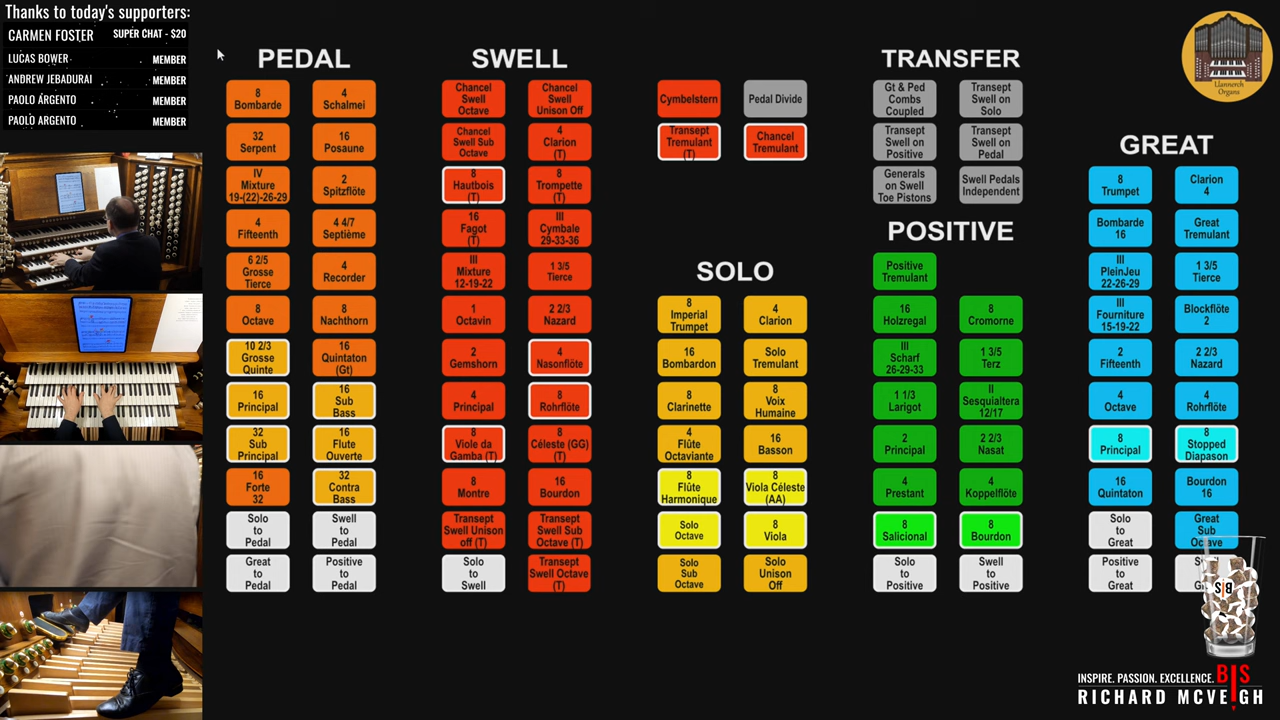 Thanks to today's supporters:
CARMEN FOSTER SUPER CHAT - $20
LUCAS BOWER MEMBER
ANDREW JEBADURAI MEMBER
PAOLO ARGENTO MEMBER
PAOLO ARGENTO MEMBER
PEDAL
8
Bombarde
4
Schalmei
32
Serpent
16
Posaune
IV
Mixture
19-(22)-26-29
2
Spitzflöte
4
Fifteenth
4 4/7
Septième
6 2/5
Grosse
Tierce
4
Recorder
8
Octave
8
Nachthorn
10 2/3
Grosse
Quinte
16
Quintaton
(Gt)
16
Principal
16
Sub
Bass
32
Sub
Principal
16
Flute
Ouverte
16
Forte
32
32
Contra
Bass
Solo
to
Pedal
Swell
to
Pedal
Great
to
Pedal
Positive
to
Pedal
SWELL
Chancel
Swell
Octave
Chancel
Swell
Unison Off
Chancel
Swell Sub
Octave
4
Clarion
(T)
8
Hautbois
(T)
8
Trompette
(T)
16
Fagot
(T)
III
Cymbale
29-33-36
III
Mixture
12-19-22
1 3/5
Tierce
1
Octavin
2 2/3
Nazard
2
Gemshorn
4
Nasonflöte
4
Principal
8
Rohrflöte
8
Viole da
Gamba (T)
8
Céleste (GG)
(T)
8
Montre
16
Bourdon
Transept
Swell Unison
off (T)
Transept
Swell Sub
Octave (T)
Solo
to
Swell
Transept
Swell Octave
(T)
Cymbelstern
Pedal Divide
Transept
Tremulant
(T)
Chancel
Tremulant
SOLO
8
Imperial
Trumpet
4
Clarion
16
Bombardon
Solo
Tremulant
8
Clarinette
8
Voix
Humaine
4
Flûte
Octaviante
16
Basson
8
Flûte
Harmonique
8
Viola Céleste
(AA)
Solo
Octave
8
Viola
Solo
Sub
Octave
Solo
Unison
Off
TRANSFER
Gt & Ped
Combs
Coupled
Transept
Swell on
Solo
Transept
Swell on
Positive
Transept
Swell on
Pedal
Generals
on Swell
Toe Pistons
Swell Pedals
Independent
POSITIVE
Positive
Tremulant
16
Holzregal
8
Cromorne
III
Scharf
26-29-33
1 3/5
Terz
1 1/3
Larigot
II
Sesquialtera
12/17
2
Principal
2 2/3
Nasat
4
Prestant
4
Koppelflöte
8
Salicional
8
Bourdon
Solo
to
Positive
Swell
to
Positive
GREAT
8
Trumpet
Clarion
4
Bombarde
16
Great
Tremulant
III
PleinJeu
22-26-29
1 3/5
Tierce
III
Fourniture
15-19-22
Blockflöte
2
2
Fifteenth
2 2/3
Nazard
4
Octave
4
Rohrflöte
8
Principal
8
Stopped
Diapason
16
Quintaton
Bourdon
16
Solo
to
Great
Great
Sub
Octave
Positive
to
Great
Llannerch
Organs
BIS
INSPIRE. PASSION. EXCELLENCE. BIS
RICHARD MCVEIGH